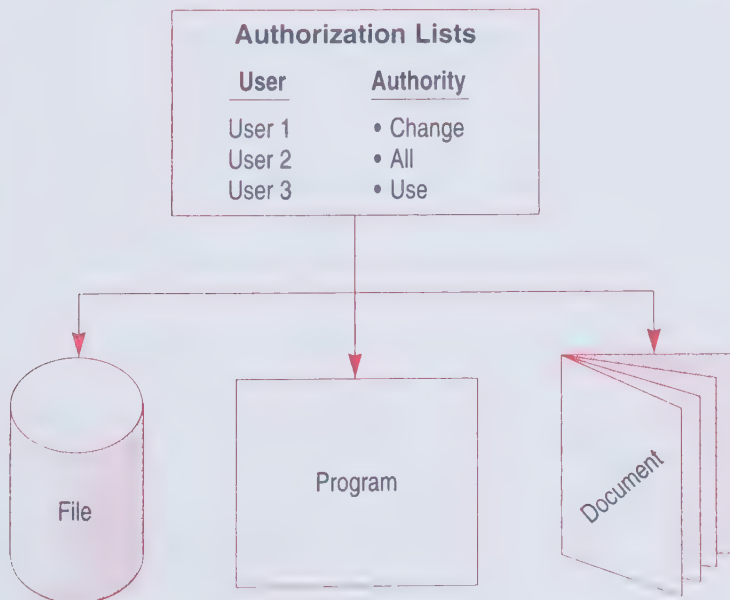 Authorization Lists
User Authority
User 1 • Change
User 2 • All
User 3 • Use
File
Program
Document